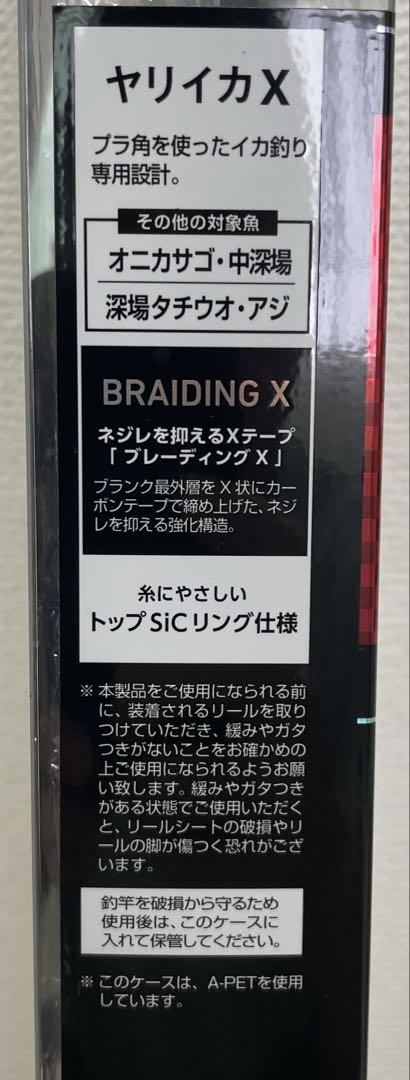 ヤリイカX
プラ角を使ったイカ釣り
専用設計。
その他の対象魚
オニカサゴ・中深場
深場タチウオ・アジ
BRAIDING X
ネジレを抑えるXテープ
「ブレーディングX」
ブランク最外層をX状にカー
ボンテープで締め上げた、ネジ
レを抑える強化構造。
糸にやさしい
トップSiCリング仕様
※ 本製品をご使用になられる前
に、装着されるリールを取り
つけていただき、緩みやガタ
つきがないことをお確かめの
上ご使用になられるようお願
い致します。緩みやガタつき
がある状態でご使用いただく
と、リールシートの破損やリ
ールの脚が傷つく恐れがござ
います。
釣竿を破損から守るため
使用後は、このケースに
入れて保管してください。
※ このケースは、A-PETを使用
しています。